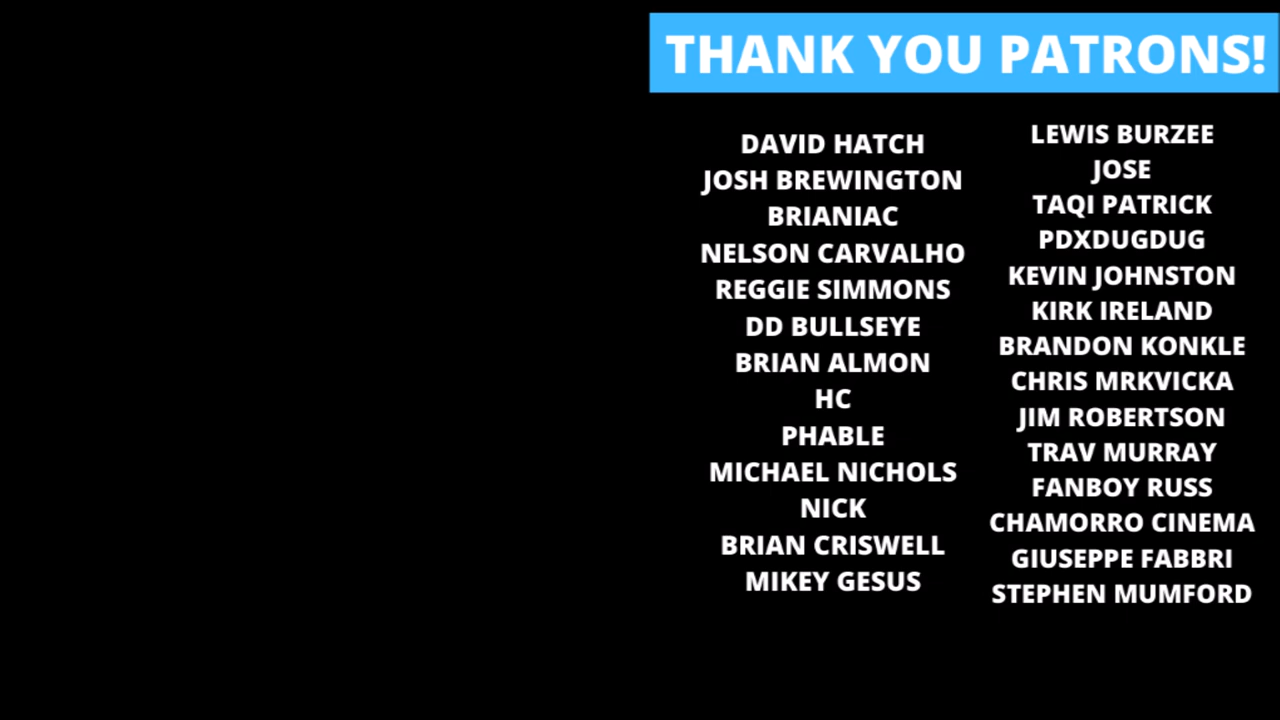 THANK YOU PATRONS!
DAVID HATCH
JOSH BREWINGTON
BRIANIAC
NELSON CARVALHO
REGGIE SIMMONS
DD BULLSEYE
BRIAN ALMON
HC
PHABLE
MICHAEL NICHOLS
NICK
BRIAN CRISWELL
MIKEY GESUS
LEWIS BURZEE
JOSE
TAQI PATRICK
PDXDUGDUG
KEVIN JOHNSTON
KIRK IRELAND
BRANDON KONKLE
CHRIS MRKVICKA
JIM ROBERTSON
TRAV MURRAY
FANBOY RUSS
CHAMORRO CINEMA
GIUSEPPE FABBRI
STEPHEN MUMFORD